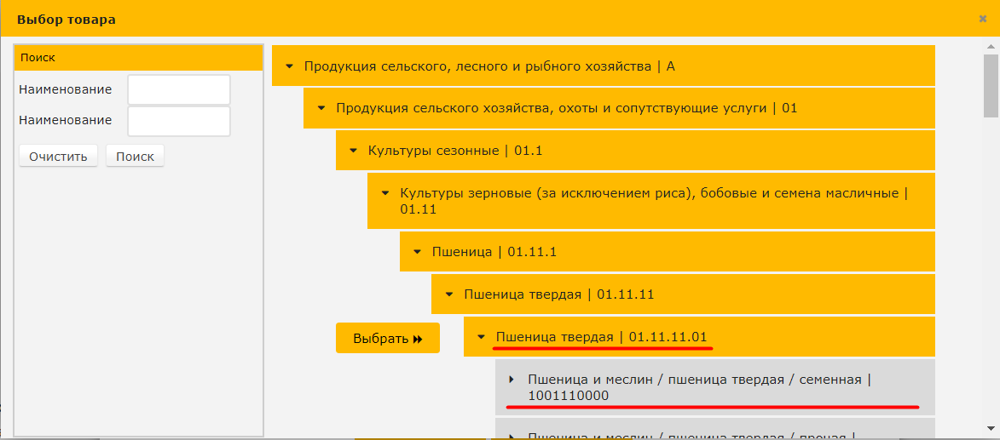 Выбор товара
Поиск
Наименование
Наименование
Очистить Поиск
Продукция сельского, лесного и рыбного хозяйства | A
Продукция сельского хозяйства, охоты и сопутствующие услуги | 01
Культуры сезонные | 01.1
Культуры зерновые (за исключением риса), бобовые и семена масличные |
01.11
Пшеница | 01.11.1
Пшеница твердая | 01.11.11
Выбрать
Пшеница твердая | 01.11.11.01
Пшеница и меслин / пшеница твердая / семенная |
1001110000
Пшеница и меслин / пшеница твердая / прочая |